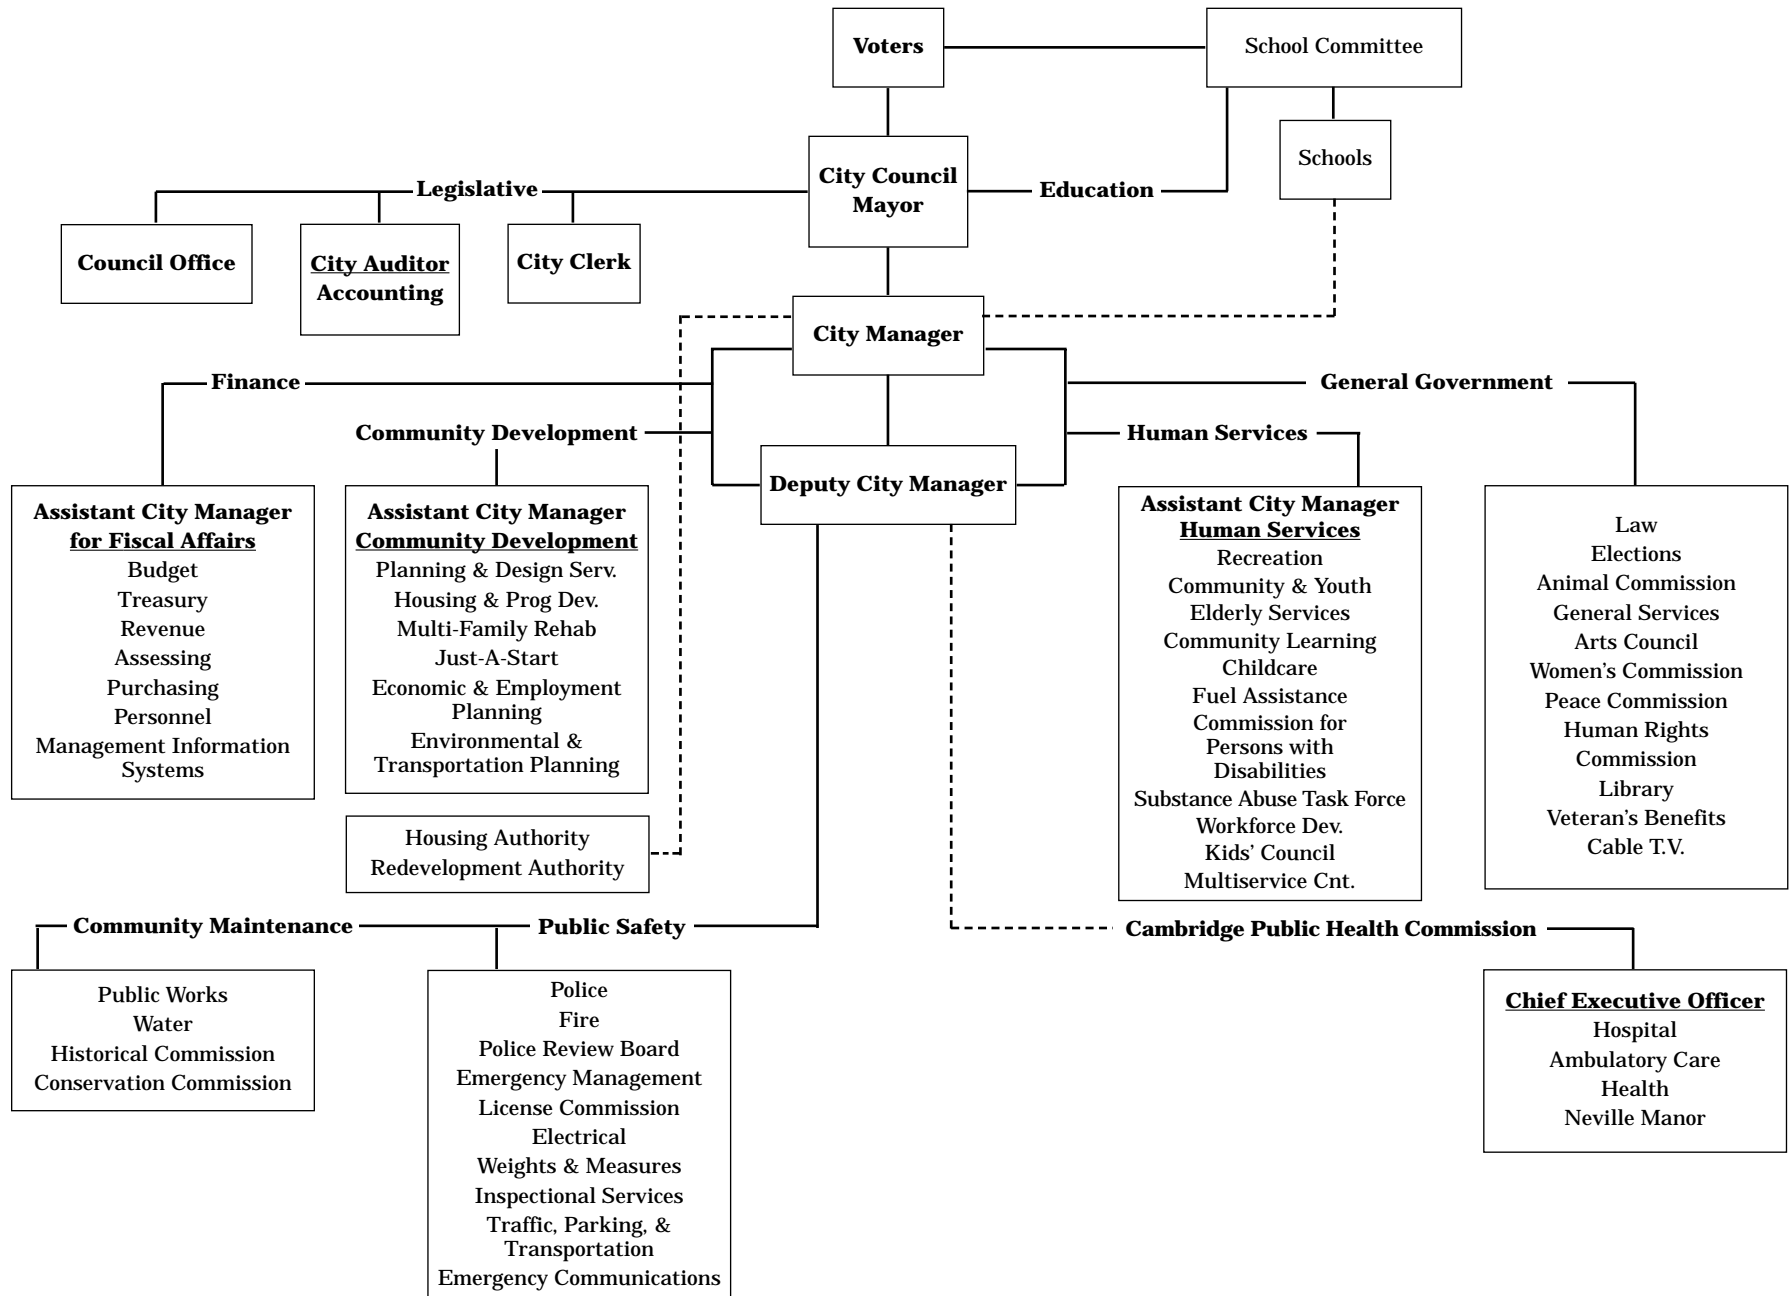 Voters
School Committee
Schools
City Council
Mayor
Legislative
Education
Council Office
City Auditor
Accounting
City Clerk
City Manager
Finance
General Government
Community Development
Human Services
Deputy City Manager
Assistant City Manager
for Fiscal Affairs
Budget
Treasury
Revenue
Assessing
Purchasing
Personnel
Management Information
Systems
Assistant City Manager
Community Development
Planning & Design Serv.
Housing & Prog Dev.
Multi-Family Rehab
Just-A-Start
Economic & Employment
Planning
Environmental &
Transportation Planning
Housing Authority
Redevelopment Authority
Assistant City Manager
Human Services
Recreation
Community & Youth
Elderly Services
Community Learning
Childcare
Fuel Assistance
Commission for
Persons with
Disabilities
Substance Abuse Task Force
Workforce Dev.
Kids' Council
Multiservice Cnt.
Law
Elections
Animal Commission
General Services
Arts Council
Women's Commission
Peace Commission
Human Rights
Commission
Library
Veteran's Benefits
Cable T.V.
Community Maintenance
Public Safety
Cambridge Public Health Commission
Public Works
Water
Historical Commission
Conservation Commission
Police
Fire
Police Review Board
Emergency Management
License Commission
Electrical
Weights & Measures
Inspectional Services
Traffic, Parking, &
Transportation
Emergency Communications
Chief Executive Officer
Hospital
Ambulatory Care
Health
Neville Manor